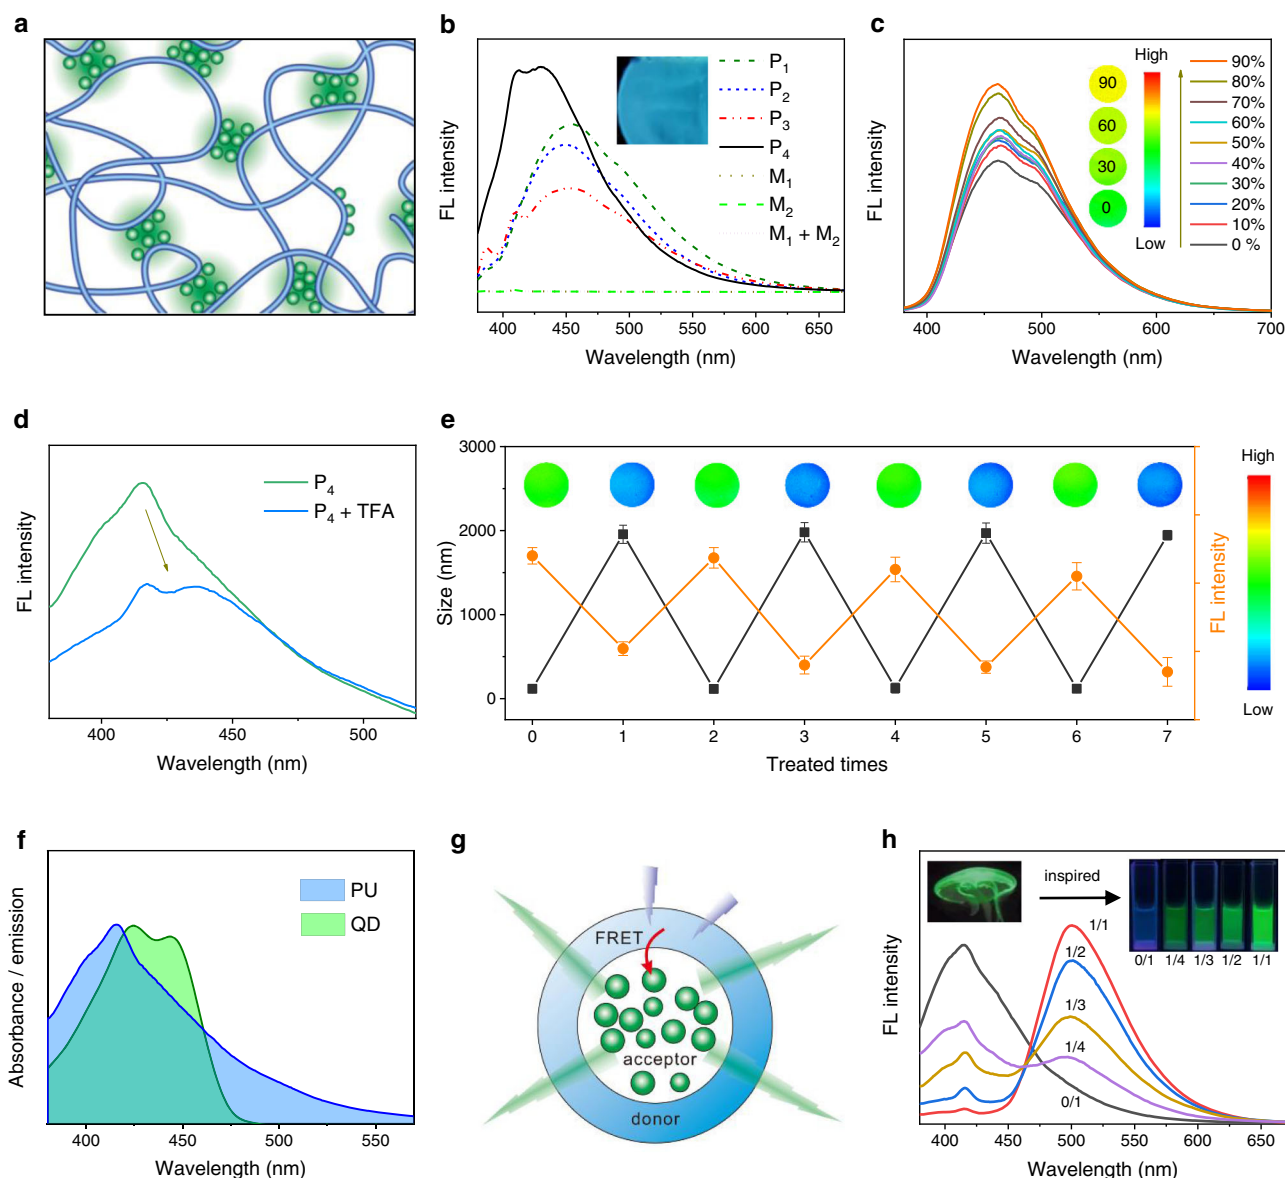 a
b
FL intensity
P1
P2
P3
P4
M1
M2
M1 + M2
400 450 500 550 600 650
Wavelength (nm)
c
FL intensity
90
60
30
0
High
Low
90%
80%
70%
60%
50%
40%
30%
20%
10%
0 %
400 500 600 700
Wavelength (nm)
d
FL intensity
P4
P4 + TFA
400 450 500
Wavelength (nm)
e
Size (nm)
3000
2000
1000
0
0 1 2 3 4 5 6 7
Treated times
FL intensity
High
Low
f
Absorbance / emission
PU
QD
400 450 500 550
Wavelength (nm)
g
FRET
acceptor
donor
h
FL intensity
inspired
0/1 1/4 1/3 1/2 1/1
1/1
1/2
1/3
1/4
0/1
400 450 500 550 600 650
Wavelength (nm)